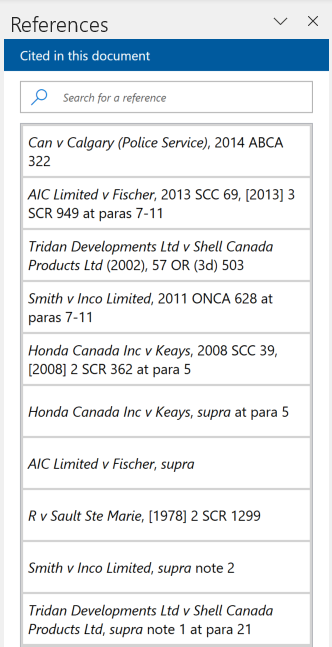 References
Cited in this document
Search for a reference
Can v Calgary (Police Service), 2014 ABCA
322
AIC Limited v Fischer, 2013 SCC 69, [2013] 3
SCR 949 at paras 7-11
Tridan Developments Ltd v Shell Canada
Products Ltd (2002), 57 OR (3d) 503
Smith v Inco Limited, 2011 ONCA 628 at
paras 7-11
Honda Canada Inc v Keays, 2008 SCC 39,
[2008] 2 SCR 362 at para 5
Honda Canada Inc v Keays, supra at para 5
AIC Limited v Fischer, supra
R v Sault Ste Marie, [1978] 2 SCR 1299
Smith v Inco Limited, supra note 2
Tridan Developments Ltd v Shell Canada
Products Ltd, supra note 1 at para 21